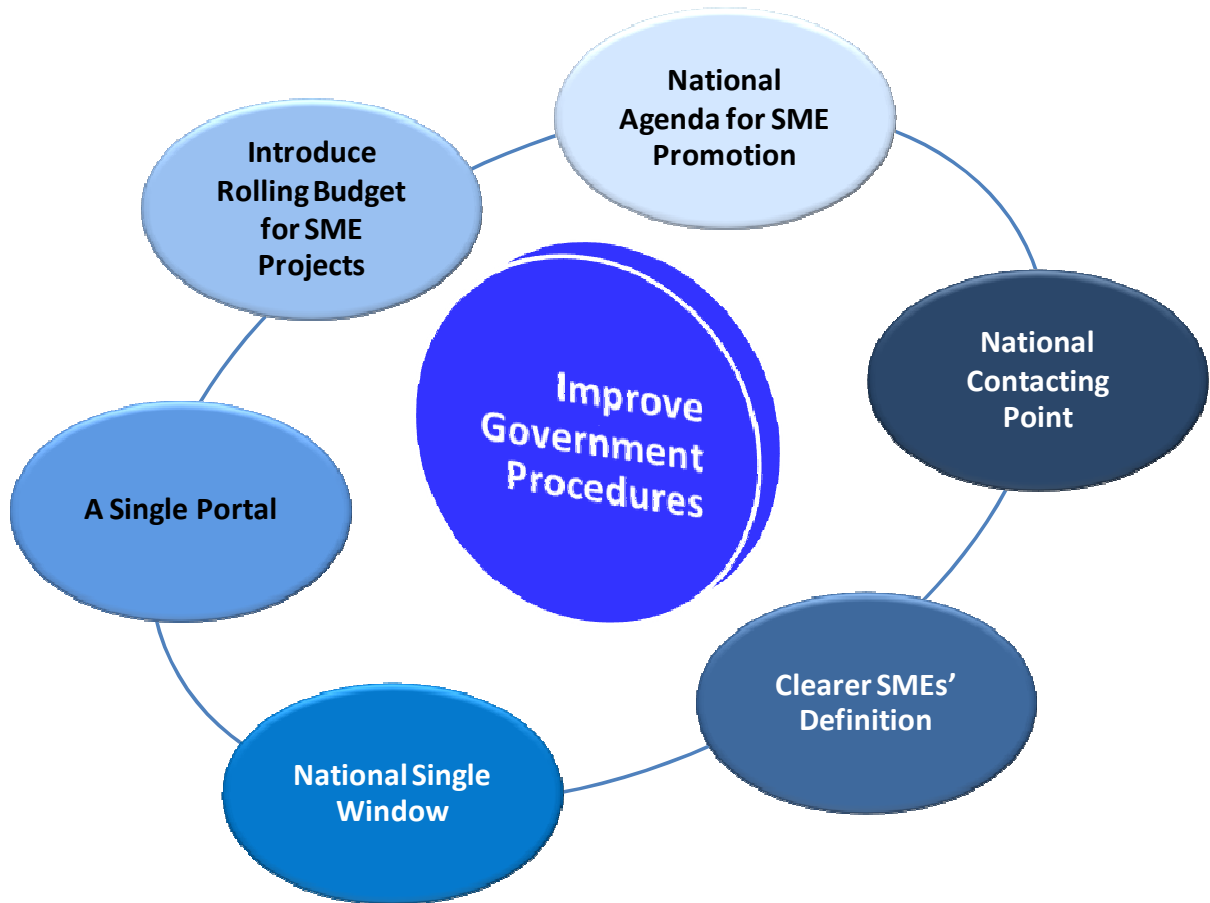 National
Agenda for SME
Promotion
Introduce
Rolling Budget
for SME
Projects
National
Contacting
Point
Improve
Government
Procedures
A Single Portal
Clearer SMEs’
Definition
National Single
Window